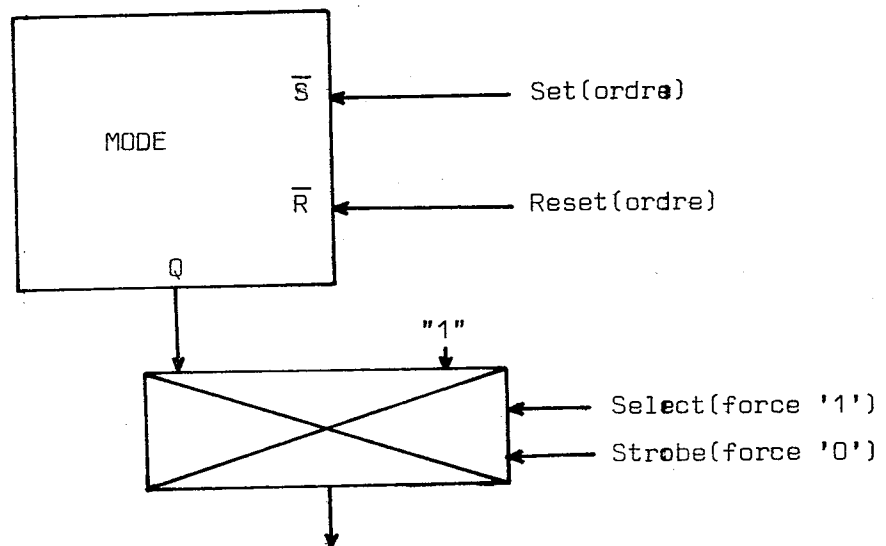 S̅
Set(ordre)
MODE
R̅
Reset(ordre)
Q
"1"
Select(force '1')
Strobe(force '0')